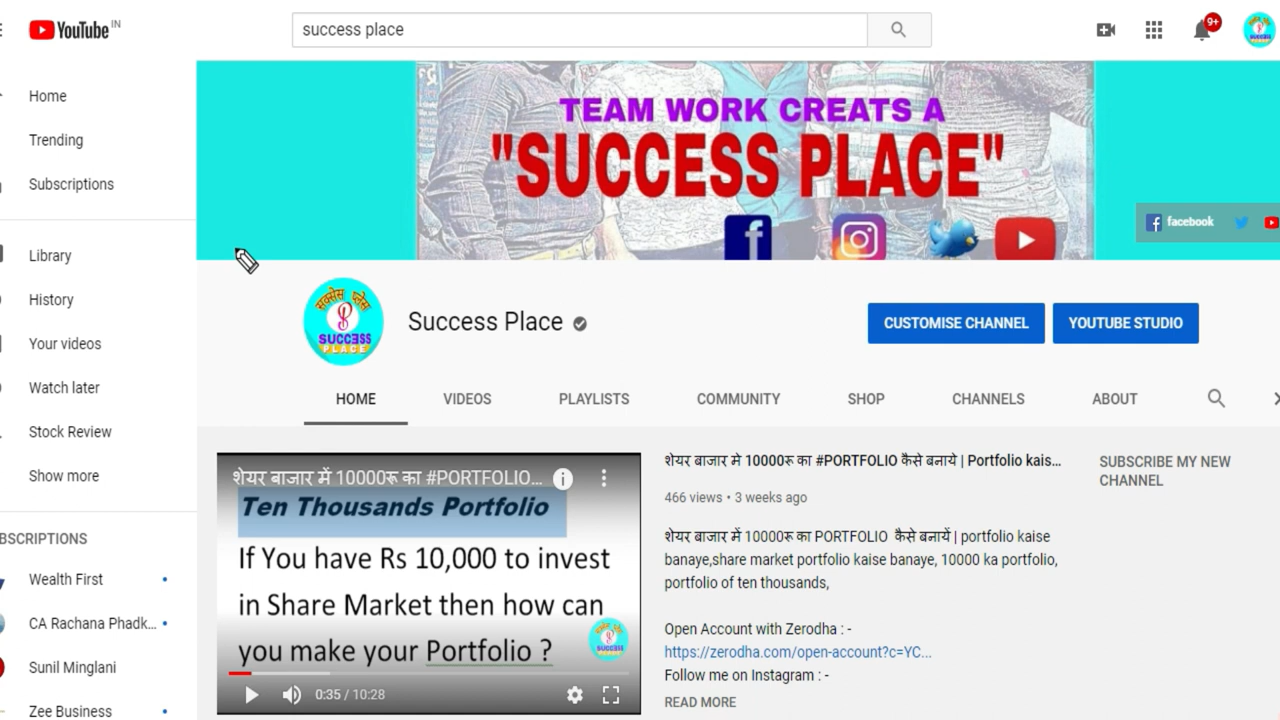 YouTube IN
success place
9+
Home
Trending
Subscriptions
Library
History
Your videos
Watch later
Stock Review
Show more
BSCRIPTIONS
Wealth First
CA Rachana Phadk...
Sunil Minglani
Zee Business
TEAM WORK CREATS A
"SUCCESS PLACE"
facebook
सक्सेस प्लेस
SUCCESS
PLACE
Success Place
CUSTOMISE CHANNEL
YOUTUBE STUDIO
HOME
VIDEOS
PLAYLISTS
COMMUNITY
SHOP
CHANNELS
ABOUT
शेयर बाजार में 10000रू का #PORTFOLIO...
Ten Thousands Portfolio
If You have Rs 10,000 to invest
in Share Market then how can
you make your Portfolio ?
SUCCESS
0:35 / 10:28
शेयर बाजार मे 10000रू का #PORTFOLIO कैसे बनाये | Portfolio kais...
466 views • 3 weeks ago
शेयर बाजार में 10000रू का PORTFOLIO कैसे बनायें | portfolio kaise
banaye,share market portfolio kaise banaye, 10000 ka portfolio,
portfolio of ten thousands,
Open Account with Zerodha : -
https://zerodha.com/open-account?c=YC...
Follow me on Instagram : -
READ MORE
SUBSCRIBE MY NEW
CHANNEL